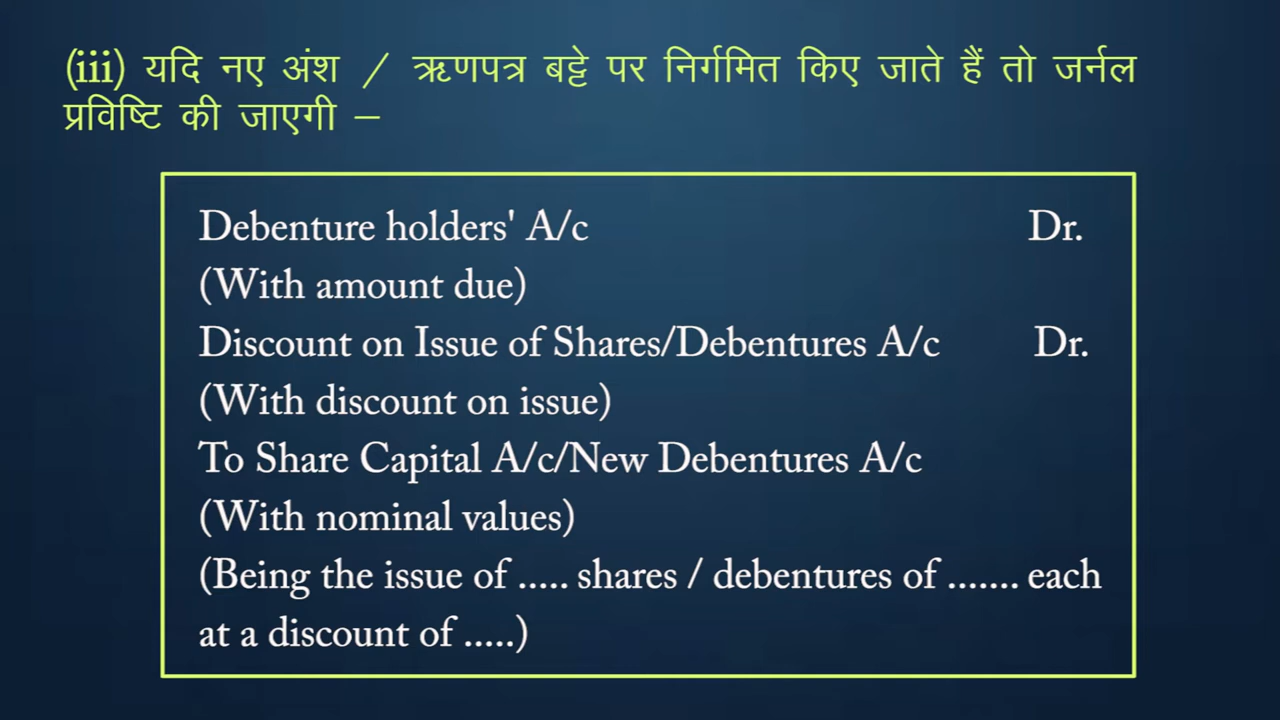 (iii) यदि नए अंश / ऋणपत्र बट्टे पर निर्गमित किए जाते हैं तो जर्नल
प्रविष्टि की जाएगी –
Debenture holders' A/c Dr.
(With amount due)
Discount on Issue of Shares/Debentures A/c Dr.
(With discount on issue)
To Share Capital A/c/New Debentures A/c
(With nominal values)
(Being the issue of ..... shares / debentures of ....... each
at a discount of .....)